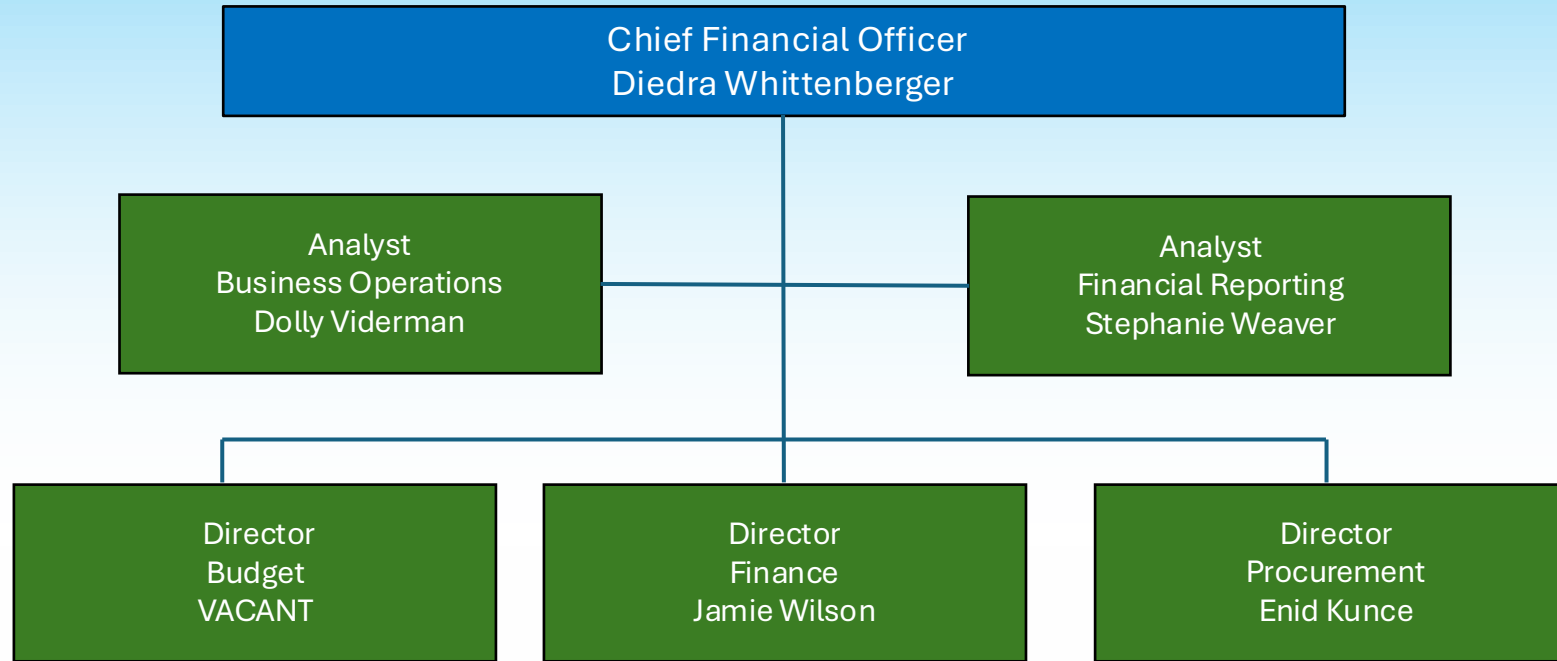 Chief Financial Officer
Diedra Whittenberger
Analyst
Business Operations
Dolly Viderman
Analyst
Financial Reporting
Stephanie Weaver
Director
Budget
VACANT
Director
Finance
Jamie Wilson
Director
Procurement
Enid Kunce